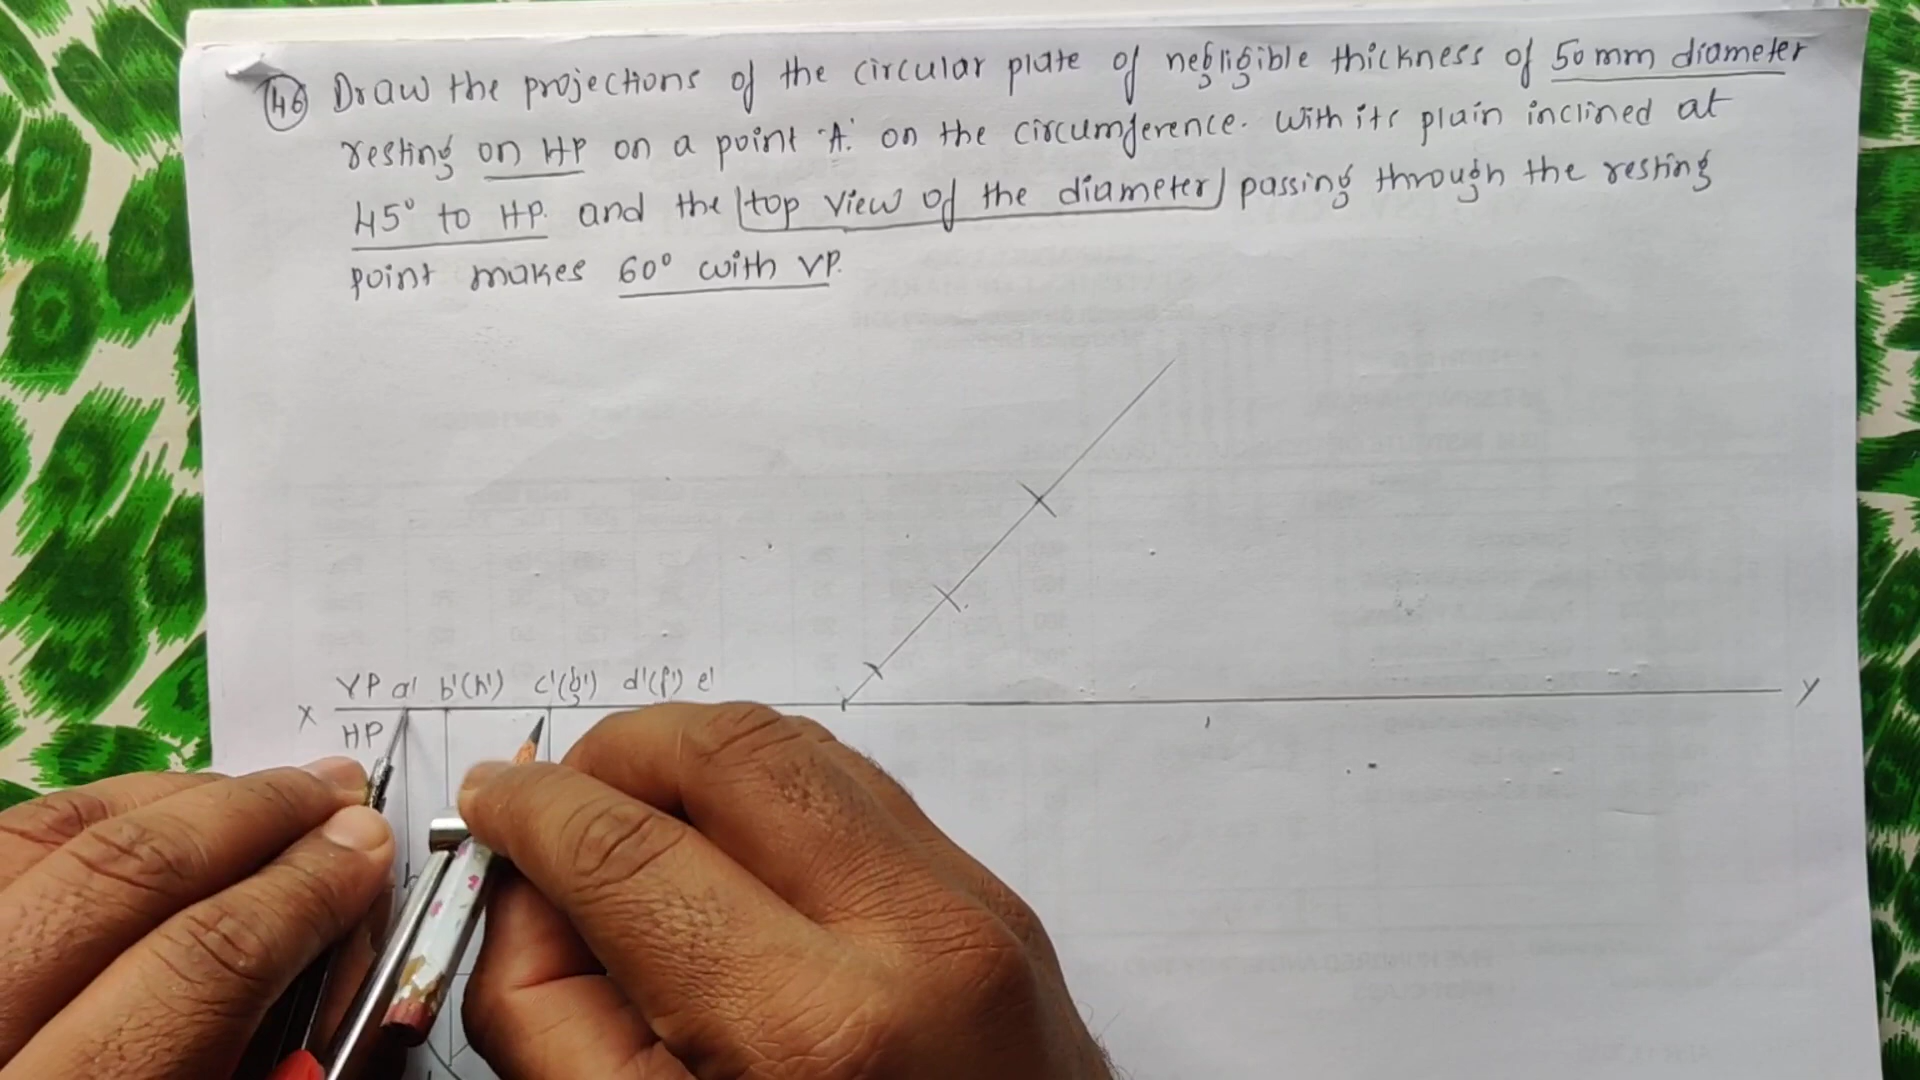 46 Draw the projections of the circular plate of negligible thickness of 50 mm diameter
resting on HP on a point 'A' on the circumference. With its plain inclined at
45° to HP. and the top view of the diameter passing through the resting
point makes 60° with VP.
VP a' b'(h') c'(g') d'(f') e'
X Y
HP